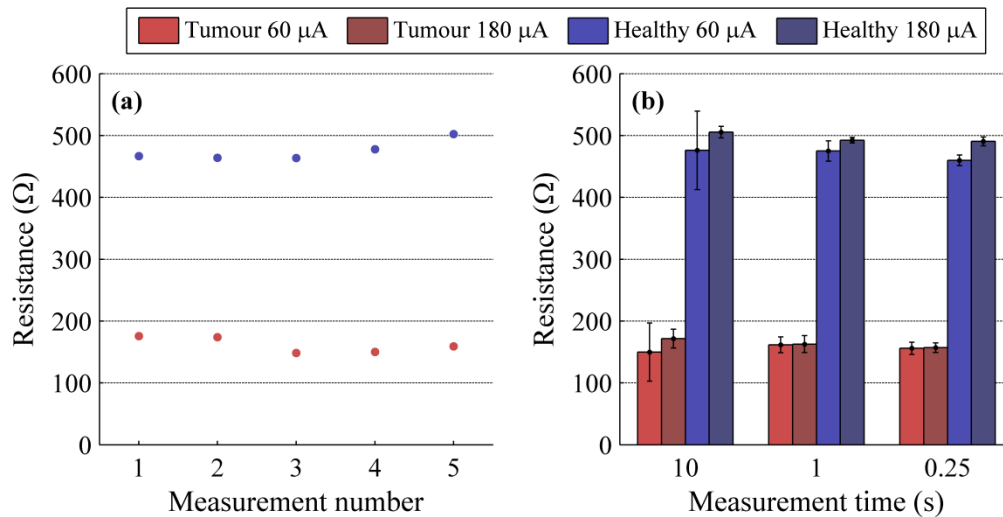 Tumour 60 μA Tumour 180 μA Healthy 60 μA Healthy 180 μA
(a)
Resistance (Ω)
600
500
400
300
200
100
0
1 2 3 4 5
Measurement number
(b)
Resistance (Ω)
600
500
400
300
200
100
0
10 1 0.25
Measurement time (s)